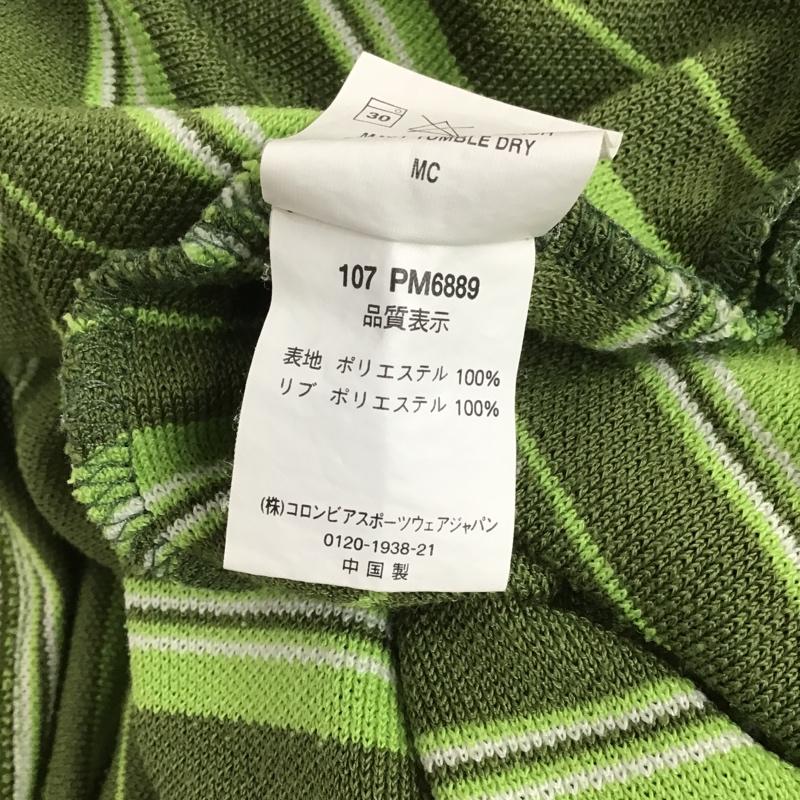 30
TUMBLE DRY
MC
107 PM6889
品質表示
表地 ポリエステル 100%
リブ ポリエステル 100%
(株)コロンビアスポーツウェアジャパン
0120-1938-21
中国製